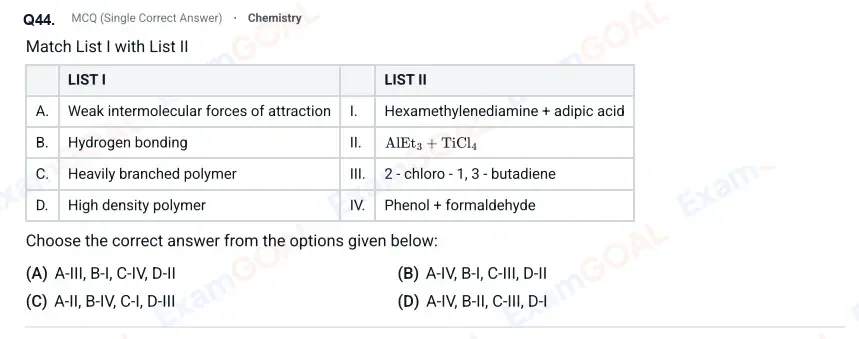 Q44. MCQ (Single Correct Answer) · Chemistry
Match List I with List II
LIST I LIST II
A. Weak intermolecular forces of attraction I. Hexamethylenediamine + adipic acid
B. Hydrogen bonding II. AlEt₃ + TiCl₄
C. Heavily branched polymer III. 2 - chloro - 1, 3 - butadiene
D. High density polymer IV. Phenol + formaldehyde
Choose the correct answer from the options given below:
(A) A-III, B-I, C-IV, D-II (B) A-IV, B-I, C-III, D-II
(C) A-II, B-IV, C-I, D-III (D) A-IV, B-II, C-III, D-I
ExamGOAL